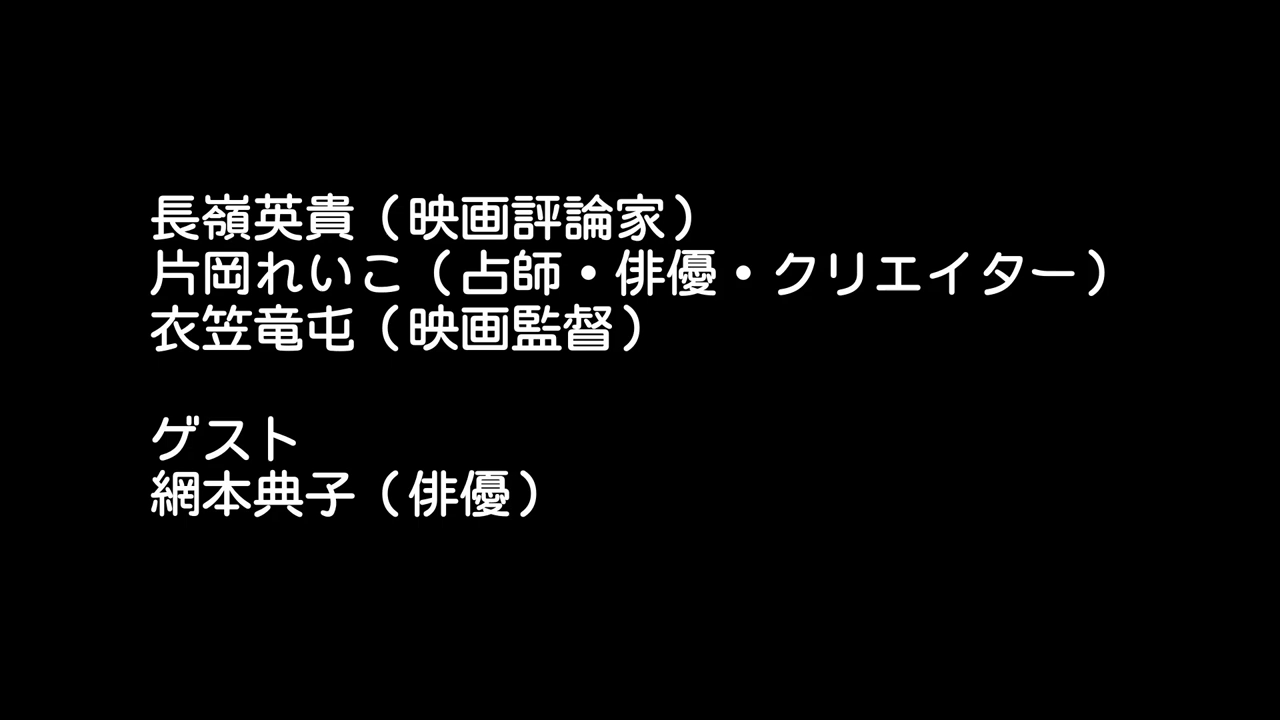 長嶺英貴（映画評論家）
片岡れいこ（占師・俳優・クリエイター）
衣笠竜屯（映画監督）
ゲスト
網本典子（俳優）